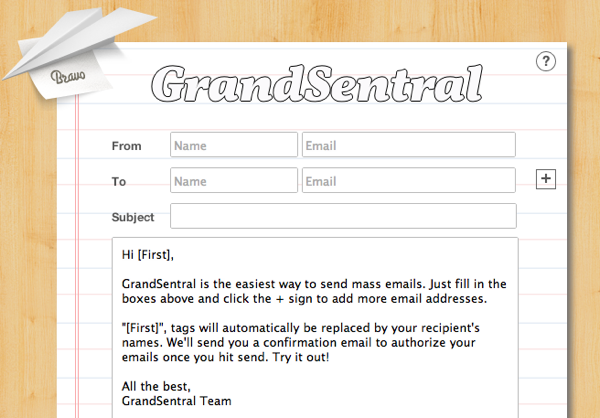 Bravo
?
GrandSentral
From Name Email
To Name Email +
Subject
Hi [First],
GrandSentral is the easiest way to send mass emails. Just fill in the
boxes above and click the + sign to add more email addresses.
"[First]", tags will automatically be replaced by your recipient's
names. We'll send you a confirmation email to authorize your
emails once you hit send. Try it out!
All the best,
GrandSentral Team